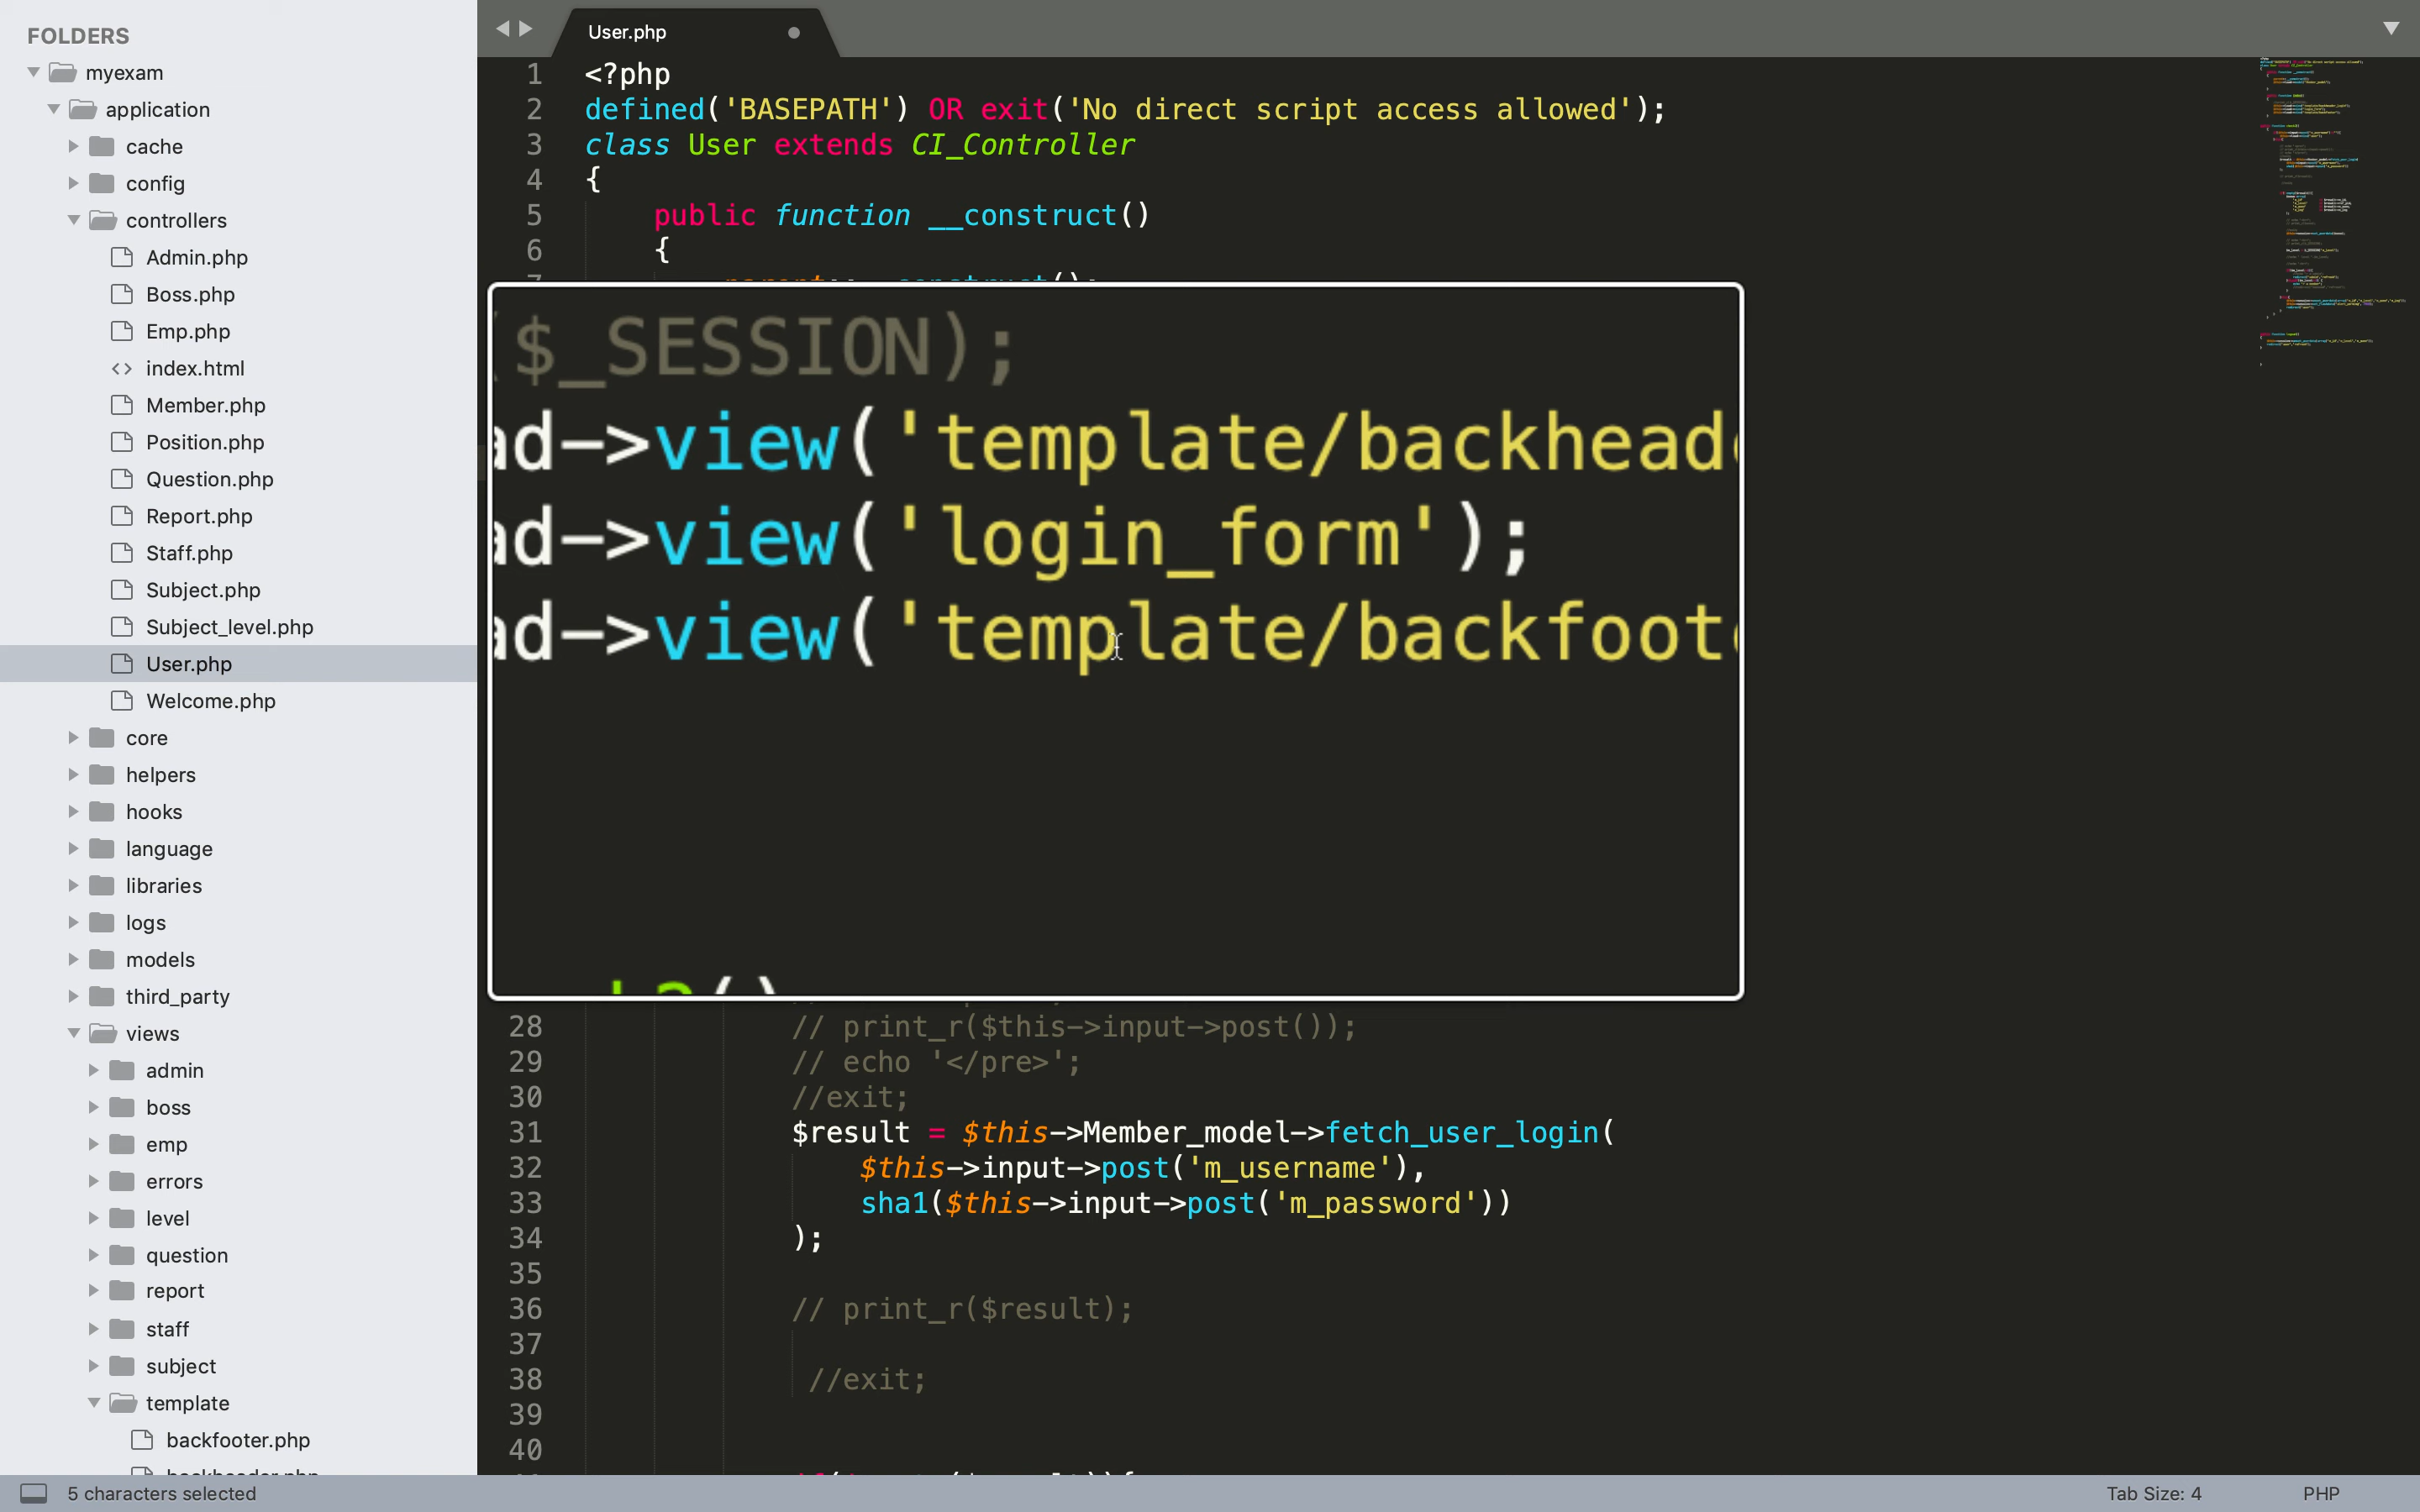 FOLDERS
myexam
application
cache
config
controllers
Admin.php
Boss.php
Emp.php
<> index.html
Member.php
Position.php
Question.php
Report.php
Staff.php
Subject.php
Subject_level.php
User.php
Welcome.php
core
helpers
hooks
language
libraries
logs
models
third_party
views
admin
boss
emp
errors
level
question
report
staff
subject
template
backfooter.php
User.php
1 <?php
2 defined('BASEPATH') OR exit('No direct script access allowed');
3 class User extends CI_Controller
4 {
5 public function __construct()
6 {
($_SESSION);
ad->view('template/backheade
ad->view('login_form');
ad->view('template/backfoote
28 // print_r($this->input->post());
29 // echo '</pre>';
30 //exit;
31 $result = $this->Member_model->fetch_user_login(
32 $this->input->post('m_username'),
33 sha1($this->input->post('m_password'))
34 );
35
36 // print_r($result);
37
38 //exit;
39
40
5 characters selected
Tab Size: 4
PHP